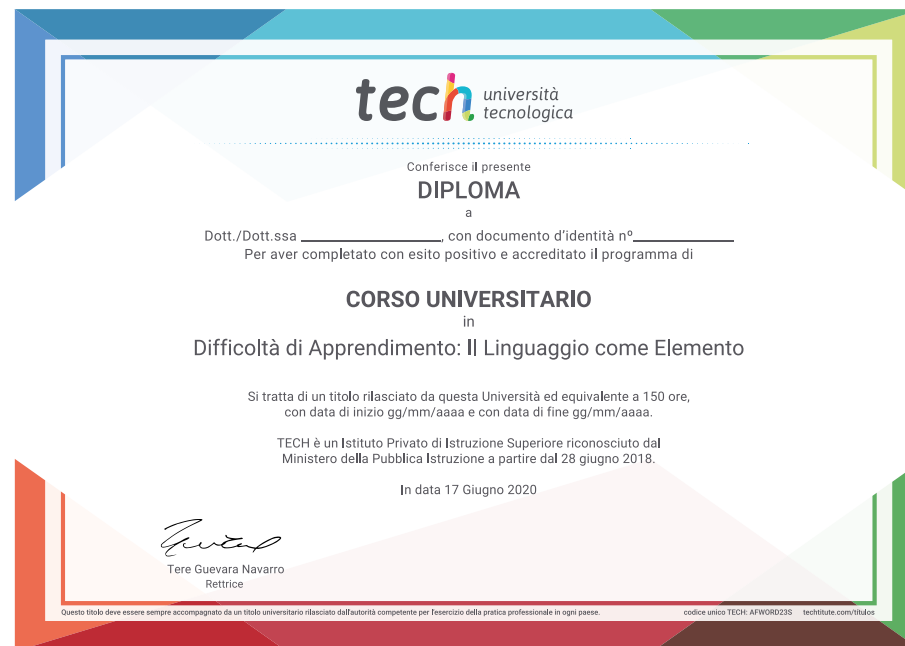 tech università
tecnologica
Conferisce il presente
DIPLOMA
a
Dott./Dott.ssa ____________________, con documento d'identità nº______________
Per aver completato con esito positivo e accreditato il programma di
CORSO UNIVERSITARIO
in
Difficoltà di Apprendimento: Il Linguaggio come Elemento
Si tratta di un titolo rilasciato da questa Università ed equivalente a 150 ore,
con data di inizio gg/mm/aaaa e con data di fine gg/mm/aaaa.
TECH è un Istituto Privato di Istruzione Superiore riconosciuto dal
Ministero della Pubblica Istruzione a partire dal 28 giugno 2018.
In data 17 Giugno 2020
Tere Guevara Navarro
Rettrice
Questo titolo deve essere sempre accompagnato da un titolo universitario rilasciato dall'autorità competente per l'esercizio della pratica professionale in ogni paese. codice unico TECH: AFWORD23S techtitute.com/títulos